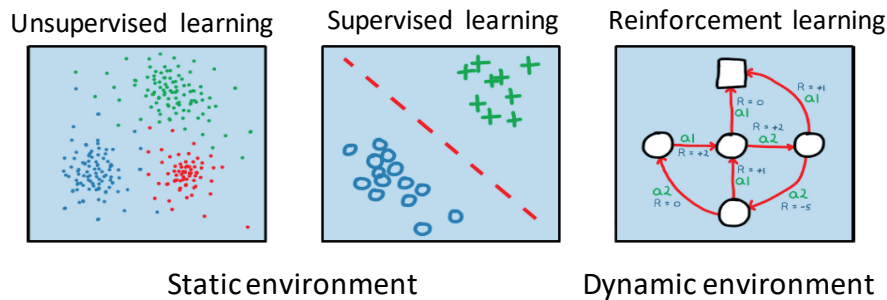 Unsupervised learning
Supervised learning
Reinforcement learning
R = 0
a1
R = +1
a1
a1
R = +2
R = +2
a2
R = +1
a1
a2
R = 0
a2
R = -5
Static environment
Dynamic environment